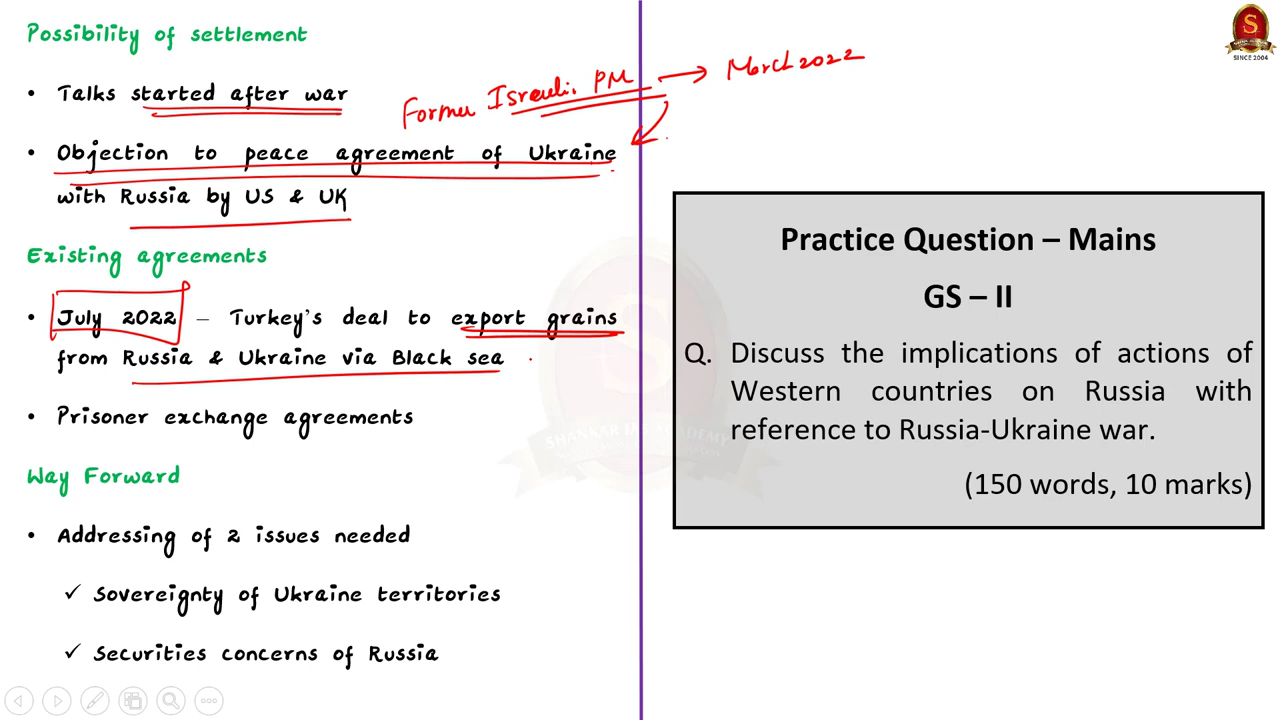 Possibility of settlement
• Talks started after war
Former Israeli PM → March 2022
• Objection to peace agreement of Ukraine
with Russia by US & UK
Existing agreements
• July 2022 – Turkey's deal to export grains
from Russia & Ukraine via Black sea
• Prisoner exchange agreements
Way Forward
• Addressing of 2 issues needed
✓ Sovereignty of Ukraine territories
✓ Securities concerns of Russia
S
SINCE 2004
Practice Question – Mains
GS – II
Q. Discuss the implications of actions of
Western countries on Russia with
reference to Russia-Ukraine war.
(150 words, 10 marks)
SHANKAR IAS ACADEMY